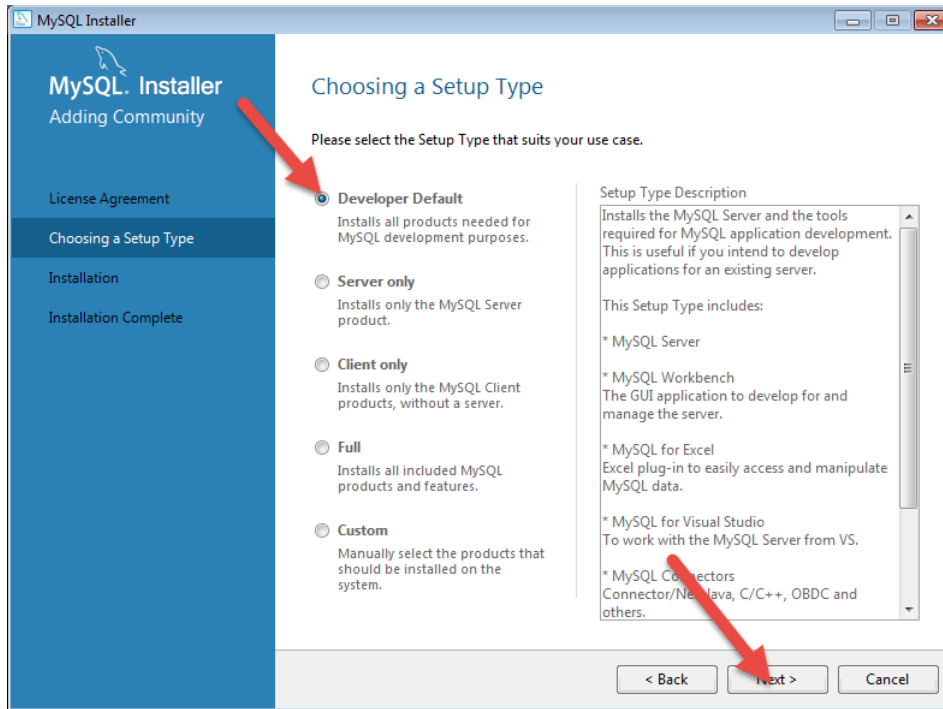 MySQL Installer
MySQL. Installer
Adding Community
License Agreement
Choosing a Setup Type
Installation
Installation Complete
Choosing a Setup Type
Please select the Setup Type that suits your use case.
Developer Default
Installs all products needed for
MySQL development purposes.
Server only
Installs only the MySQL Server
product.
Client only
Installs only the MySQL Client
products, without a server.
Full
Installs all included MySQL
products and features.
Custom
Manually select the products that
should be installed on the
system.
Setup Type Description
Installs the MySQL Server and the tools
required for MySQL application development.
This is useful if you intend to develop
applications for an existing server.
This Setup Type includes:
* MySQL Server
* MySQL Workbench
The GUI application to develop for and
manage the server.
* MySQL for Excel
Excel plug-in to easily access and manipulate
MySQL data.
* MySQL for Visual Studio
To work with the MySQL Server from VS.
* MySQL Connectors
Connector/Net, Java, C/C++, OBDC and
others.
< Back
Next >
Cancel